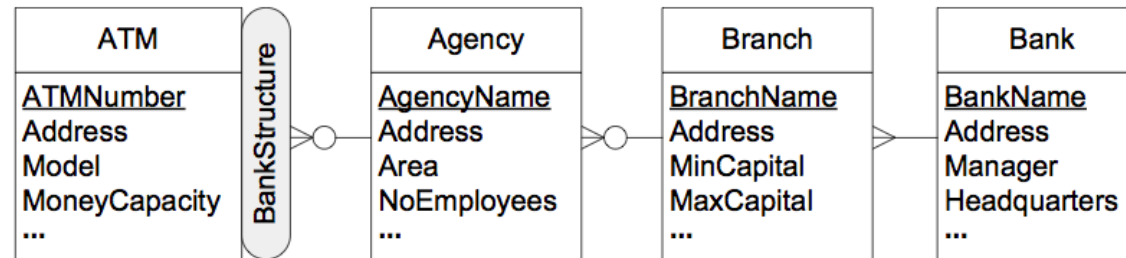 ATM
ATMNumber
Address
Model
MoneyCapacity
...
BankStructure
Agency
AgencyName
Address
Area
NoEmployees
...
Branch
BranchName
Address
MinCapital
MaxCapital
...
Bank
BankName
Address
Manager
Headquarters
...